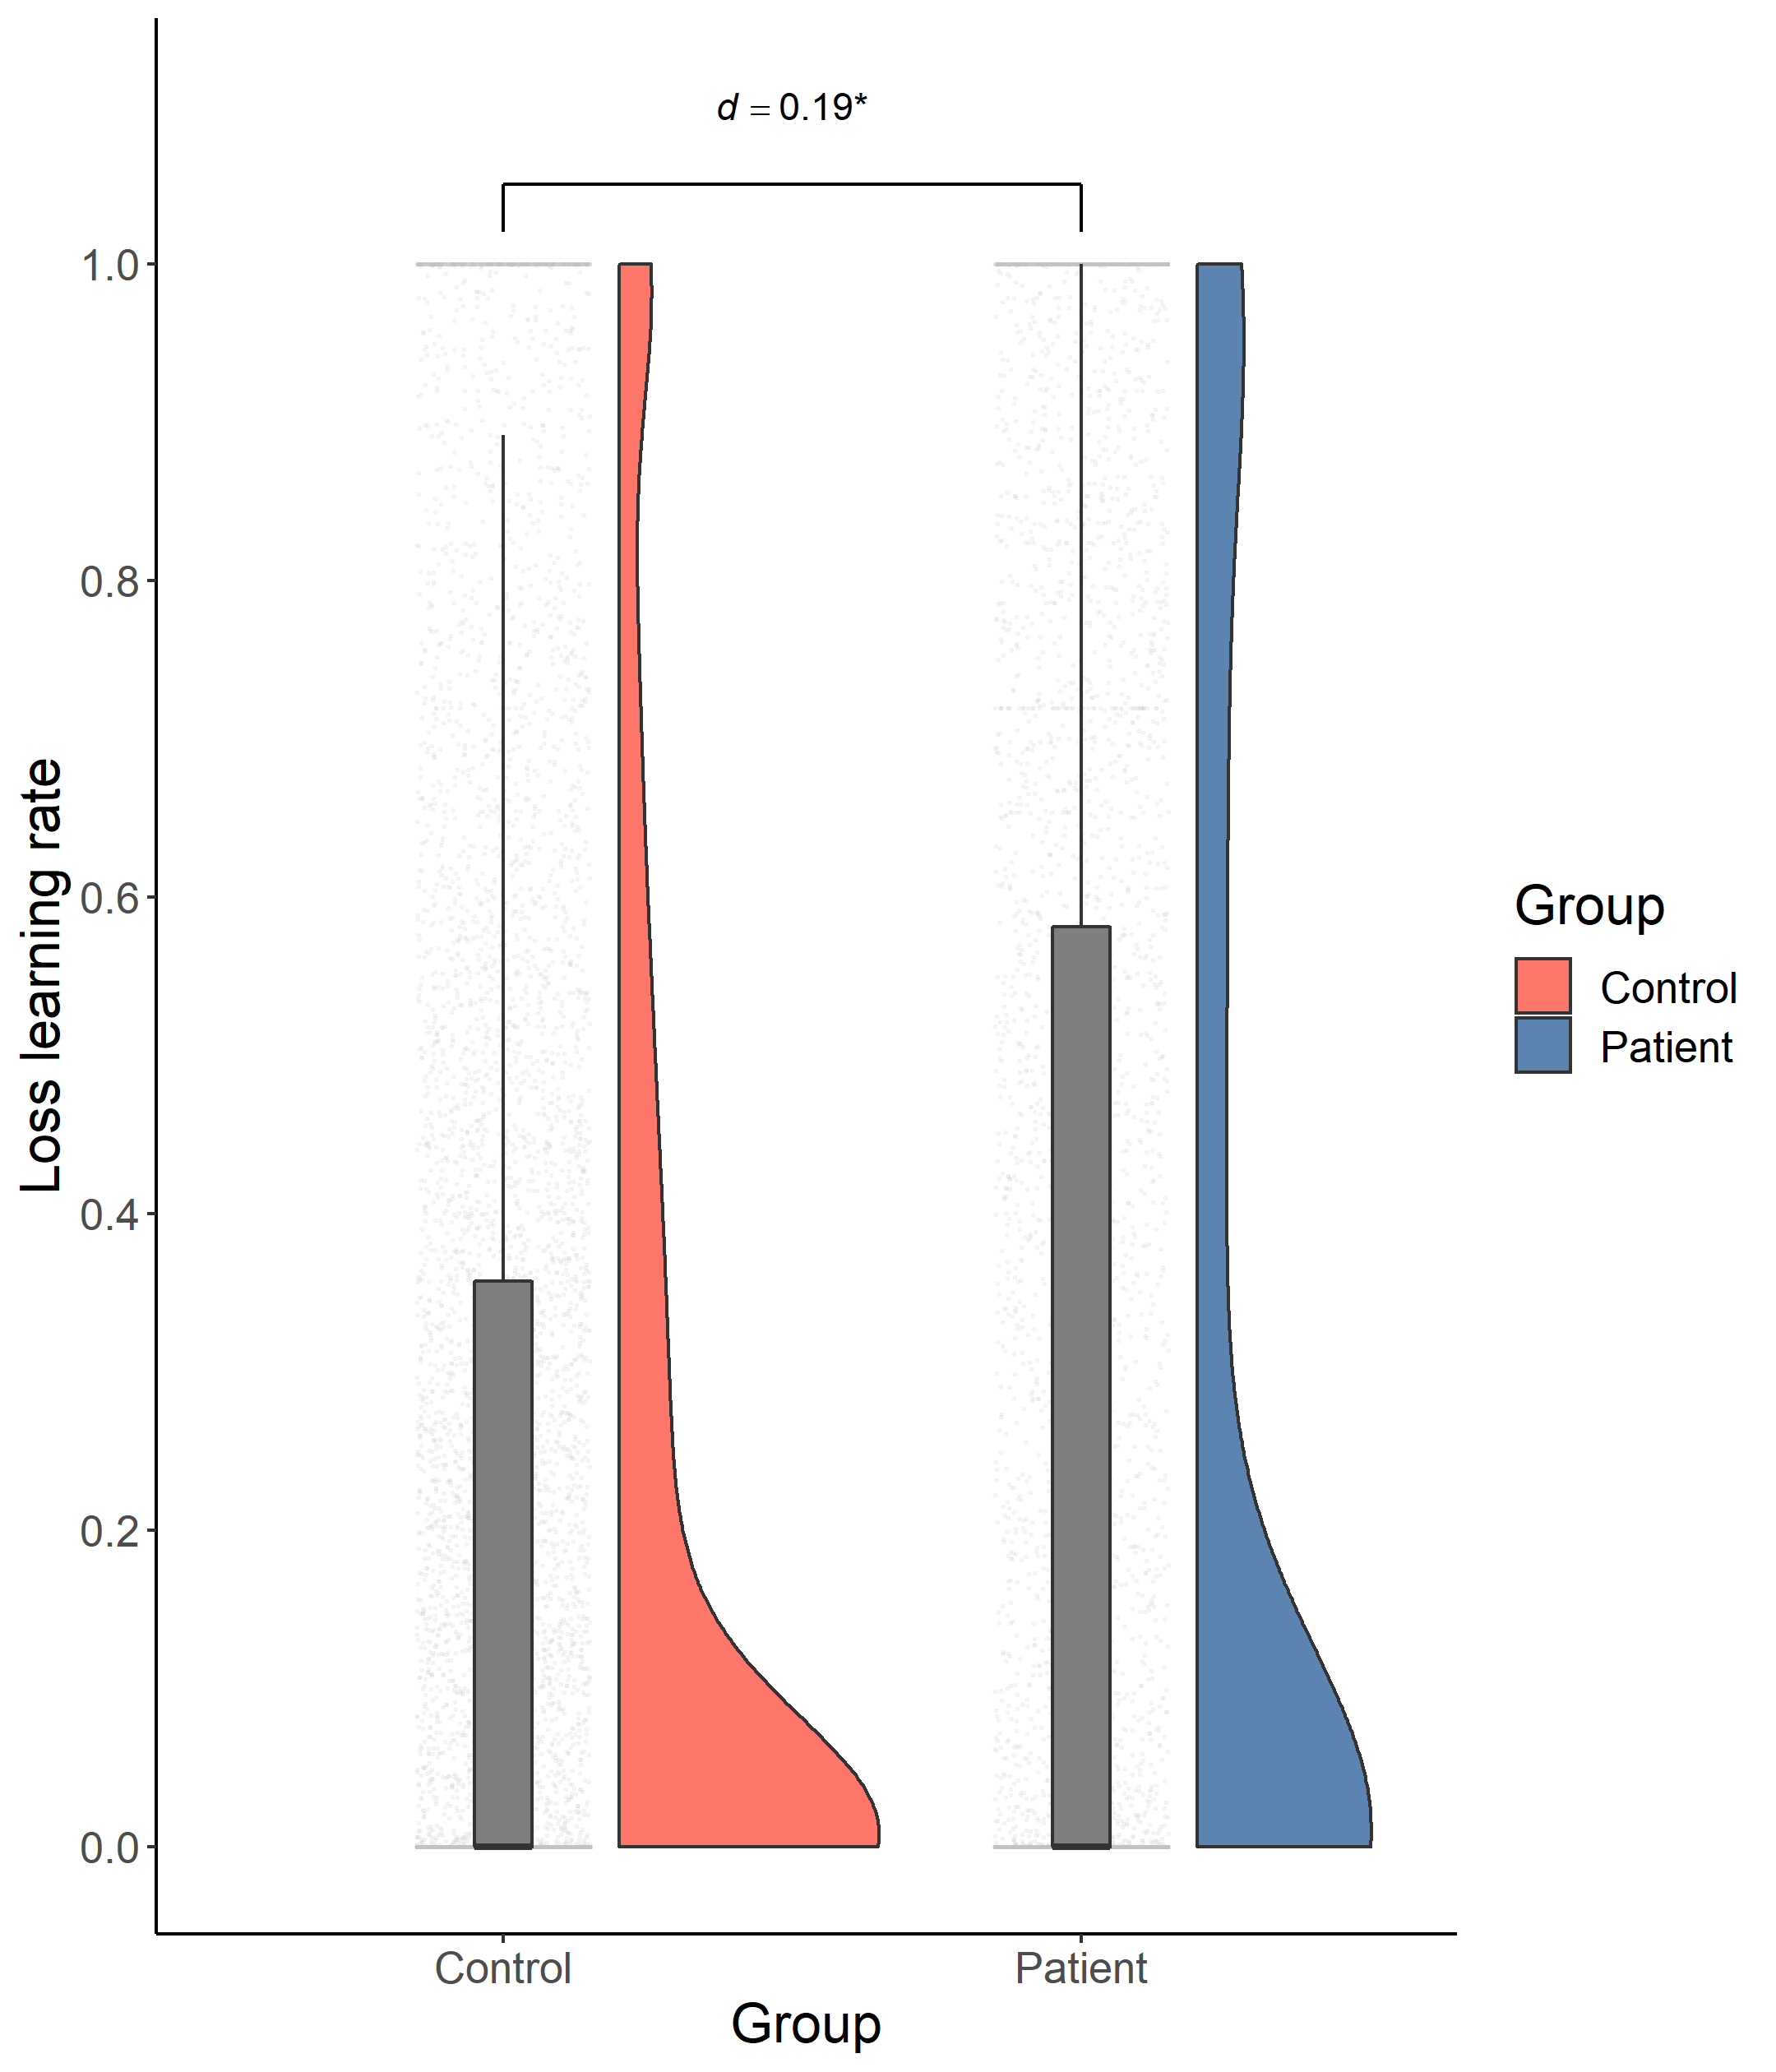 d = 0.19*
Loss learning rate
1.0
0.8
0.6
0.4
0.2
0.0
Control
Patient
Group
Group
Control
Patient